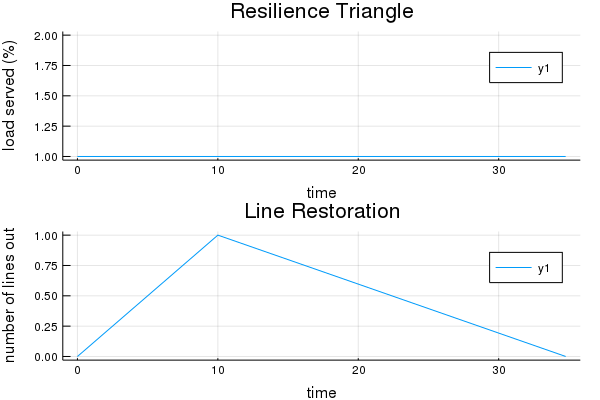 Resilience Triangle
load served (%)
2.00
1.75
1.50
1.25
1.00
y1
0 10 20 30
time
Line Restoration
number of lines out
1.00
0.75
0.50
0.25
0.00
y1
0 10 20 30
time